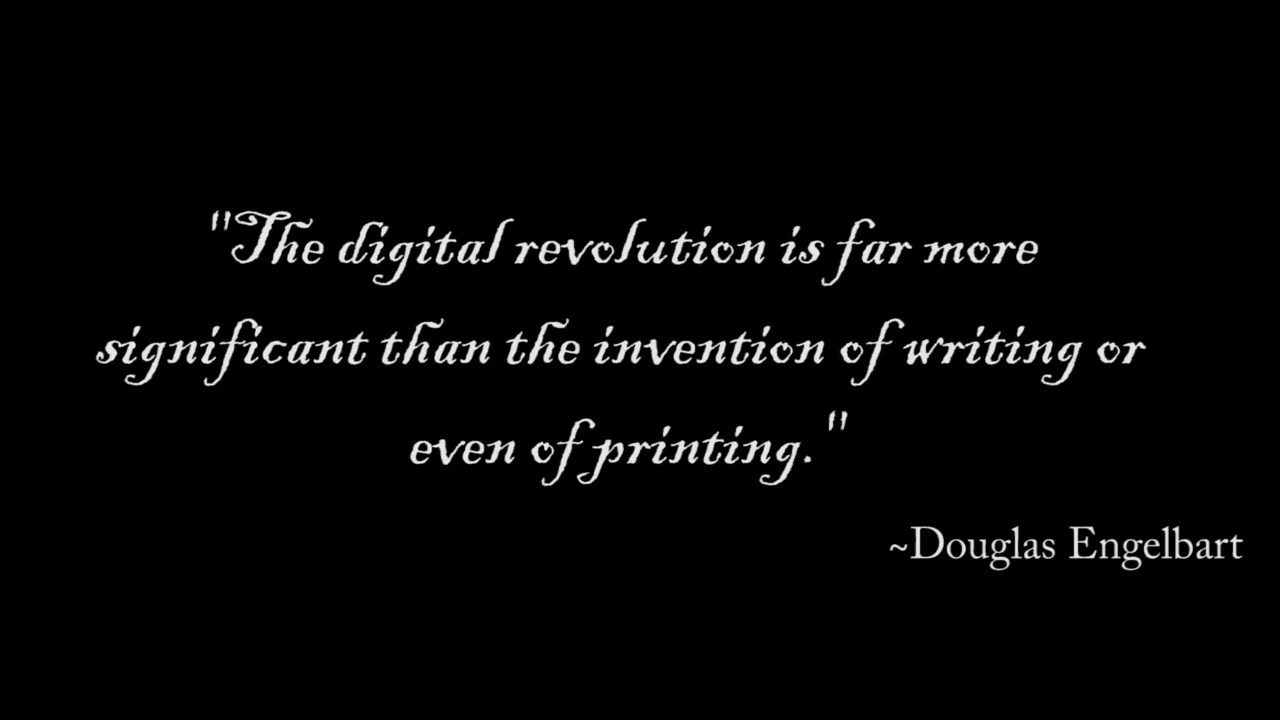 "The digital revolution is far more
significant than the invention of writing or
even of printing. "
~Douglas Engelbart